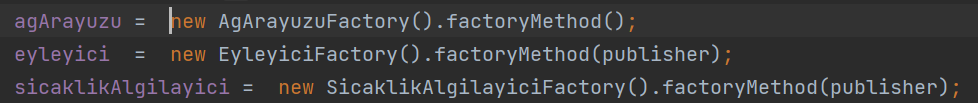 agArayuzu =  new AgArayuzuFactory().factoryMethod();
eyleyici  =  new EyleyiciFactory().factoryMethod(publisher);
sicaklikAlgilayici =  new SicaklikAlgilayiciFactory().factoryMethod(publisher);